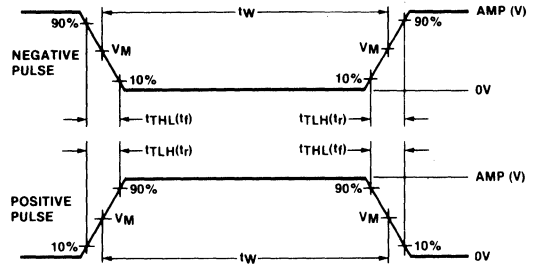 tW AMP (V)
90% 90%
NEGATIVE PULSE VM VM
10% 10%
0V
tTHL(tf) tTLH(tr)
tTLH(tr) tTHL(tf)
AMP (V)
90% 90%
POSITIVE PULSE VM VM
10% 10%
tW 0V